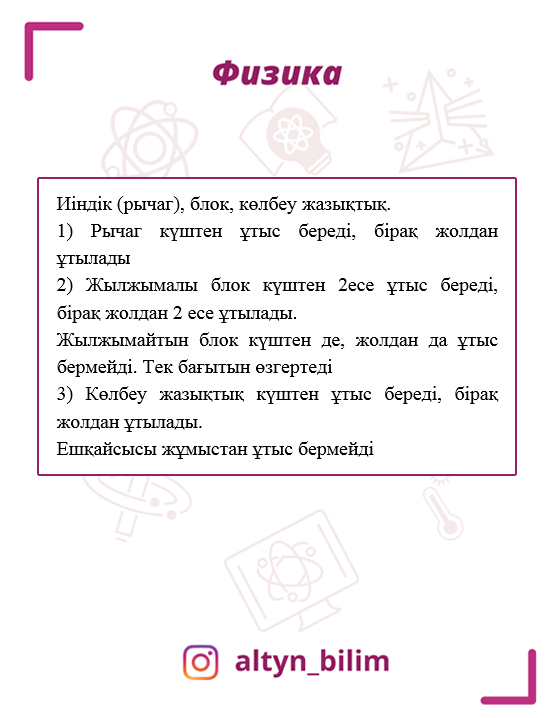 Физика
Иіндік (рычаг), блок, көлбеу жазықтық.
1) Рычаг күштен ұтыс береді, бірақ жолдан
ұтылады
2) Жылжымалы блок күштен 2есе ұтыс береді,
бірақ жолдан 2 есе ұтылады.
Жылжымайтын блок күштен де, жолдан да ұтыс
бермейді. Тек бағытын өзгертеді
3) Көлбеу жазықтық күштен ұтыс береді, бірақ
жолдан ұтылады.
Ешқайсысы жұмыстан ұтыс бермейді
altyn_bilim